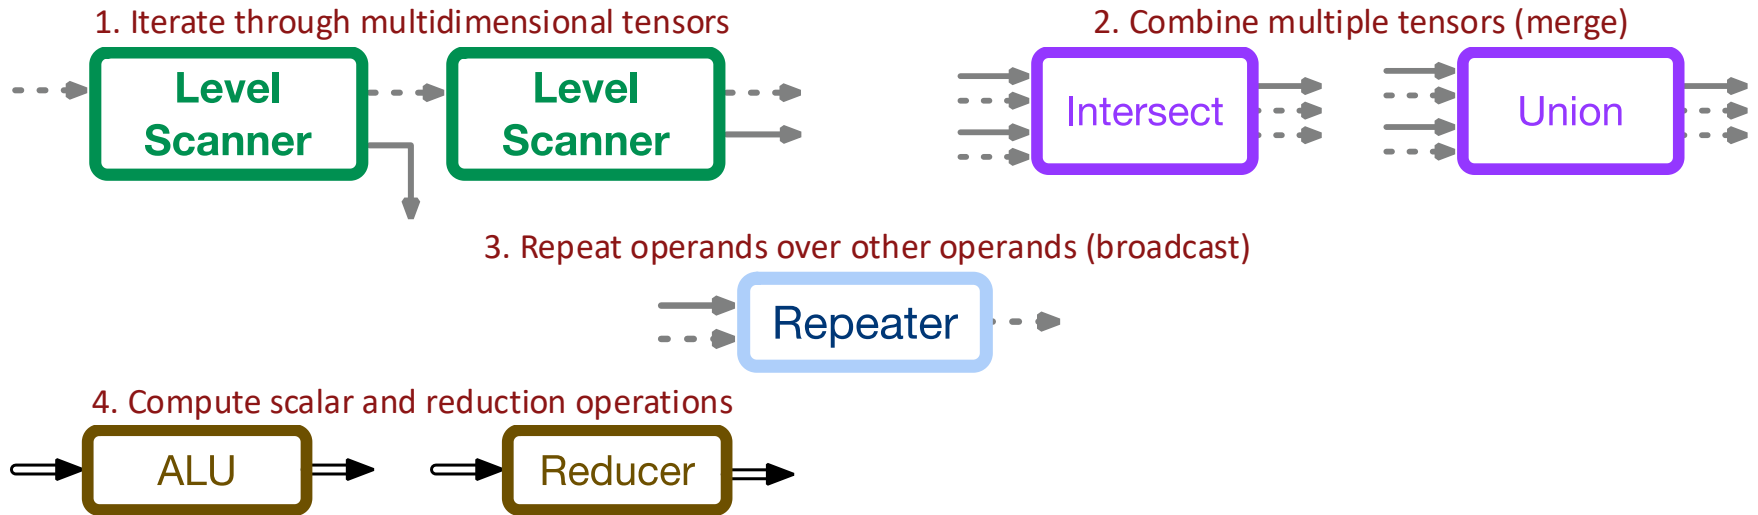 1. Iterate through multidimensional tensors
Level
Scanner
Level
Scanner
2. Combine multiple tensors (merge)
Intersect
Union
3. Repeat operands over other operands (broadcast)
Repeater
4. Compute scalar and reduction operations
ALU
Reducer